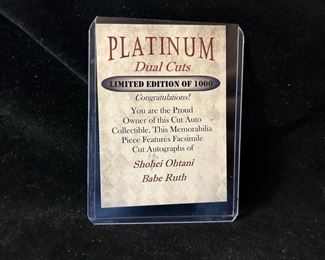 PLATINUM
Dual Cuts
LIMITED EDITION OF 1000
Congratulations!
You are the Proud
Owner of this Cut Auto
Collectible. This Memorabilia
Piece Features Facsimile
Cut Autographs of
Shohei Ohtani
Babe Ruth